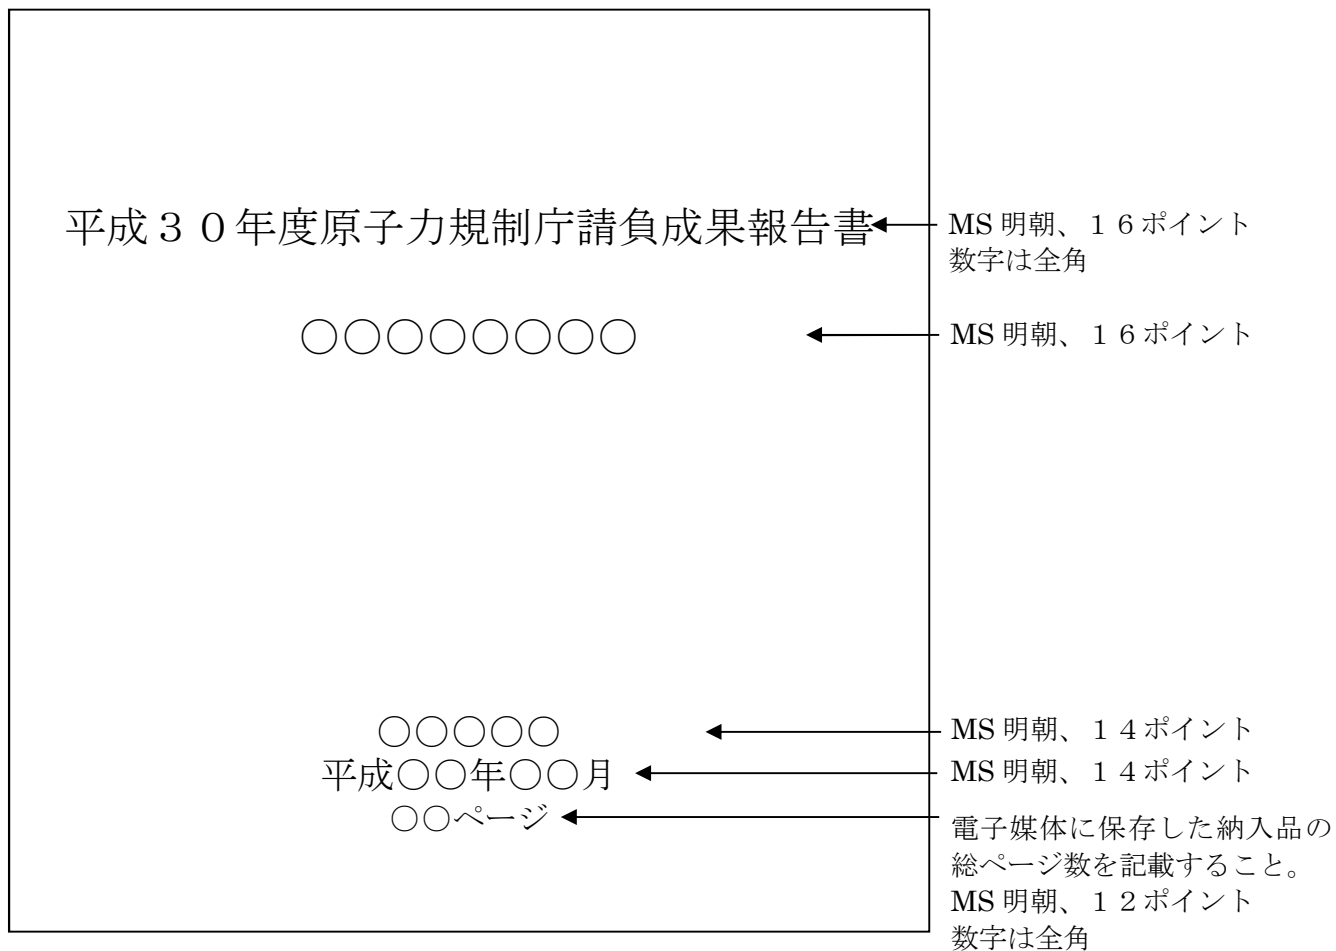 平成３０年度原子力規制庁請負成果報告書
MS 明朝、１６ポイント
数字は全角
○○○○○○○○
MS 明朝、１６ポイント
○○○○○
MS 明朝、１４ポイント
平成○○年○○月
MS 明朝、１４ポイント
○○ページ
電子媒体に保存した納入品の
総ページ数を記載すること。
MS 明朝、１２ポイント
数字は全角